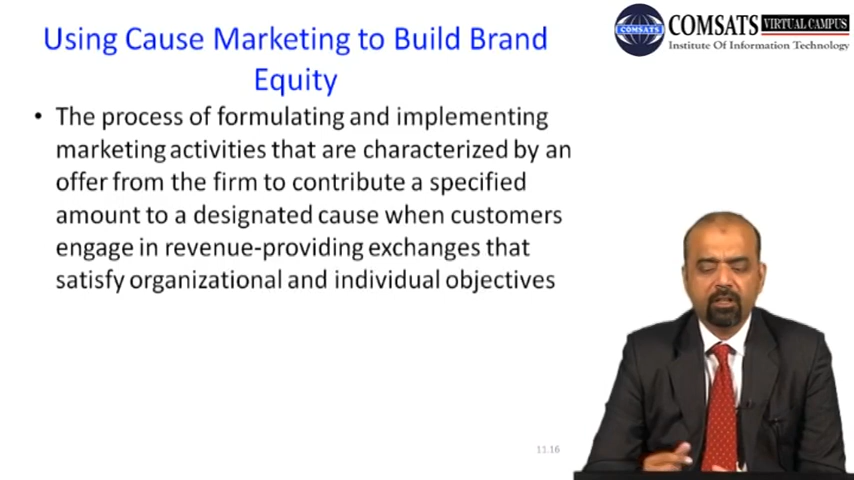 Using Cause Marketing to Build Brand
Equity
• The process of formulating and implementing
marketing activities that are characterized by an
offer from the firm to contribute a specified
amount to a designated cause when customers
engage in revenue-providing exchanges that
satisfy organizational and individual objectives
11.16
COMSATS
COMSATS VIRTUAL CAMPUS
Institute Of Information Technology